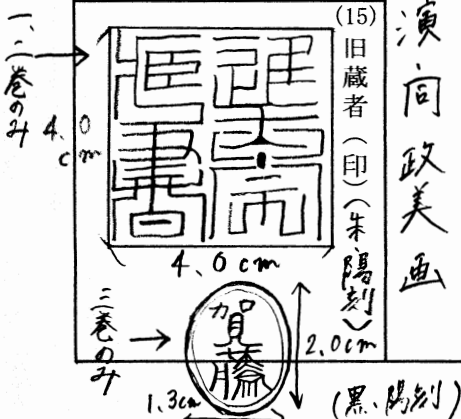 演向政美画
(15)旧蔵者(印)(朱陽刻)
一、二巻のみ
4.0cm
4.0cm
三巻のみ
賀藤
2.0cm
1.3cm
(黒、陽刻)